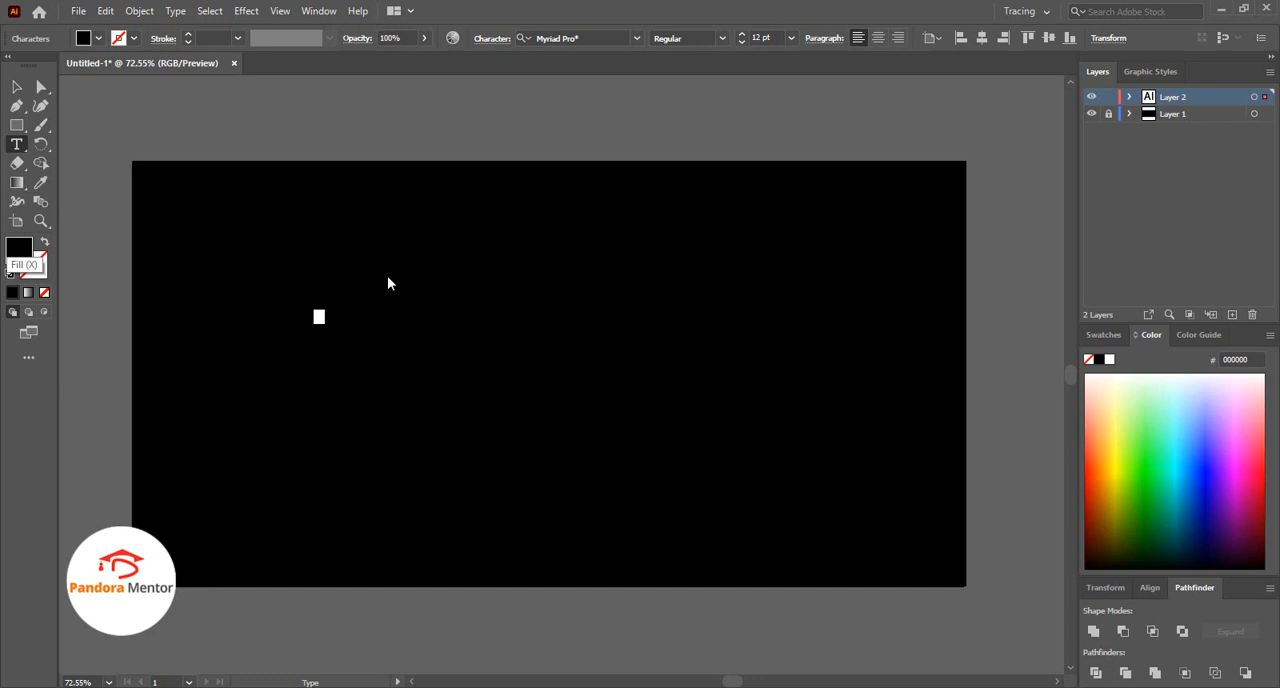 Ai File Edit Object Type Select Effect View Window Help Tracing Search Adobe Stock
Characters Stroke: Opacity: 100% Character: Myriad Pro* Regular 12 pt Paragraph: Transform
Untitled-1* @ 72.55% (RGB/Preview)
Layers Graphic Styles
Layer 2
Layer 1
Fill (X)
2 Layers
Swatches Color Color Guide
# 000000
Pandora Mentor
Transform Align Pathfinder
Shape Modes:
Expand
Pathfinders:
72.55% 1 Type